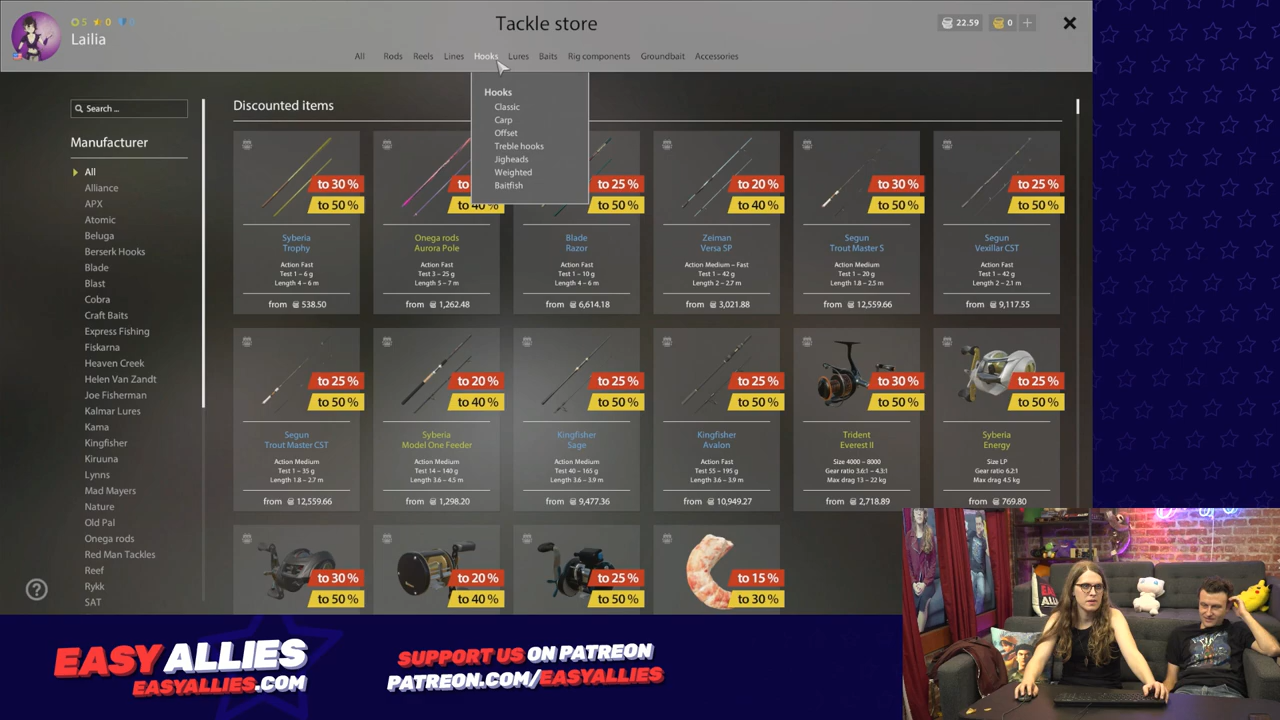 5 0
Lailia
Tackle store
22.59 0
All Rods Reels Lines Hooks Lures Baits Rig components Groundbait Accessories
Hooks
Classic
Carp
Offset
Treble hooks
Jigheads
Weighted
Baitfish
Search ...
Manufacturer
All
Alliance
APX
Atomic
Beluga
Berserk Hooks
Blade
Blast
Cobra
Craft Baits
Express Fishing
Fiskarna
Heaven Creek
Helen Van Zandt
Joe Fisherman
Kalmar Lures
Kama
Kingfisher
Kiruuna
Lynns
Mad Mayers
Nature
Old Pal
Onega rods
Red Man Tackles
Reef
Rykk
SAT
Discounted items
to 30 %
to 50 %
Syberia
Trophy
Action Fast
Test 1 – 6 g
Length 4 – 6 m
from 538.50
to
to 40 %
Onega rods
Aurora Pole
Action Fast
Test 3 – 25 g
Length 5 – 7 m
from 1,262.48
to 25 %
to 50 %
Blade
Razor
Action Fast
Test 1 – 10 g
Length 4 – 6 m
from 6,614.18
to 20 %
to 40 %
Zelman
Versa SP
Action Medium – Fast
Test 1 – 42 g
Length 2 – 2.7 m
from 3,021.88
to 30 %
to 50 %
Segun
Trout Master S
Action Medium
Test 1 – 20 g
Length 1.8 – 2.5 m
from 12,559.66
to 25 %
to 50 %
Segun
Vexillar CST
Action Fast
Test 1 – 42 g
Length 2 – 2.1 m
from 9,117.55
to 25 %
to 50 %
Segun
Trout Master CST
Action Medium
Test 1 – 35 g
Length 1.8 – 2.7 m
from 12,559.66
to 20 %
to 40 %
Syberia
Model One Feeder
Action Medium
Test 14 – 140 g
Length 3.6 – 4.5 m
from 1,298.20
to 25 %
to 50 %
Kingfisher
Sage
Action Medium
Test 40 – 165 g
Length 3.6 – 3.9 m
from 9,477.36
to 25 %
to 50 %
Kingfisher
Avalon
Action Fast
Test 55 – 195 g
Length 3.6 – 3.9 m
from 10,949.27
to 30 %
to 50 %
Trident
Everest II
Size 4000 – 8000
Gear ratio 3.6:1 – 4.3:1
Max drag 13 – 22 kg
from 2,718.89
to 25 %
to 50 %
Syberia
Energy
Size LP
Gear ratio 6.2:1
Max drag 4.5 kg
from 769.80
to 30 %
to 50 %
to 20 %
to 40 %
to 25 %
to 50 %
to 15 %
to 30 %
EASY ALLIES
EASYALLIES.COM
SUPPORT US ON PATREON
PATREON.COM/EASYALLIES